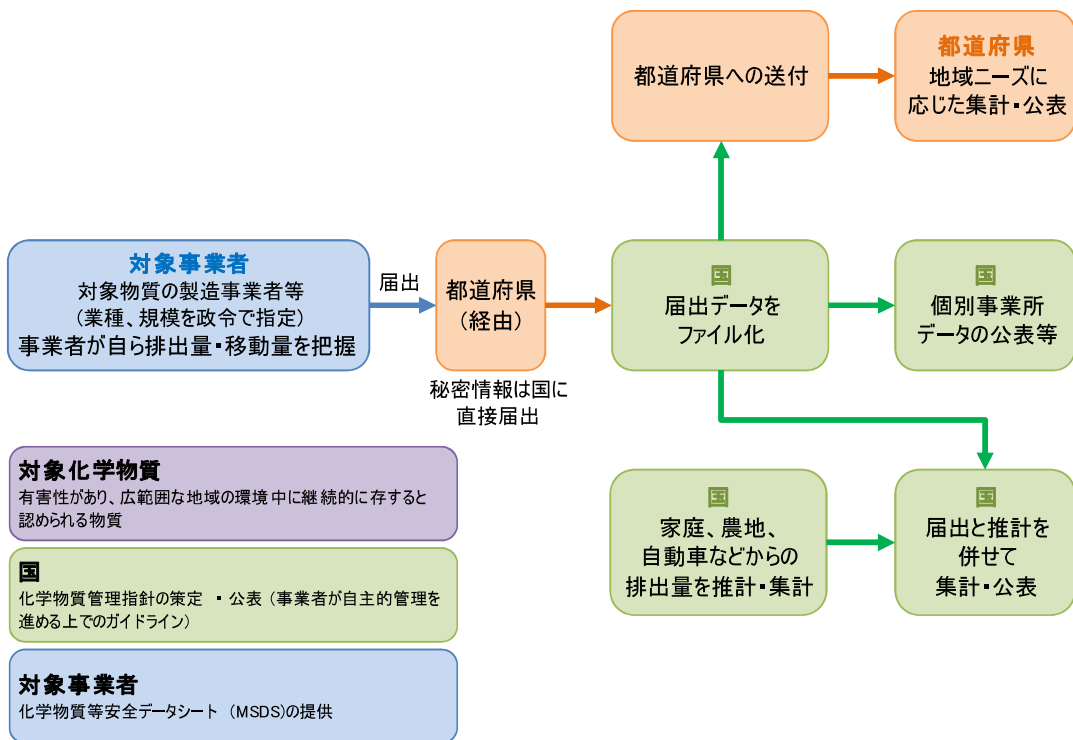 都道府県への送付
都道府県
地域ニーズに
応じた集計・公表
対象事業者
対象物質の製造事業者等
（業種、規模を政令で指定）
事業者が自ら排出量・移動量を把握
届出
都道府県
（経由）
秘密情報は国に
直接届出
国
届出データを
ファイル化
国
個別事業所
データの公表等
対象化学物質
有害性があり、広範囲な地域の環境中に継続的に存すると
認められる物質
国
化学物質管理指針の策定 ・公表（事業者が自主的管理を
進める上でのガイドライン）
対象事業者
化学物質等安全データシート （MSDS)の提供
国
家庭、農地、
自動車などからの
排出量を推計・集計
国
届出と推計を
併せて
集計・公表